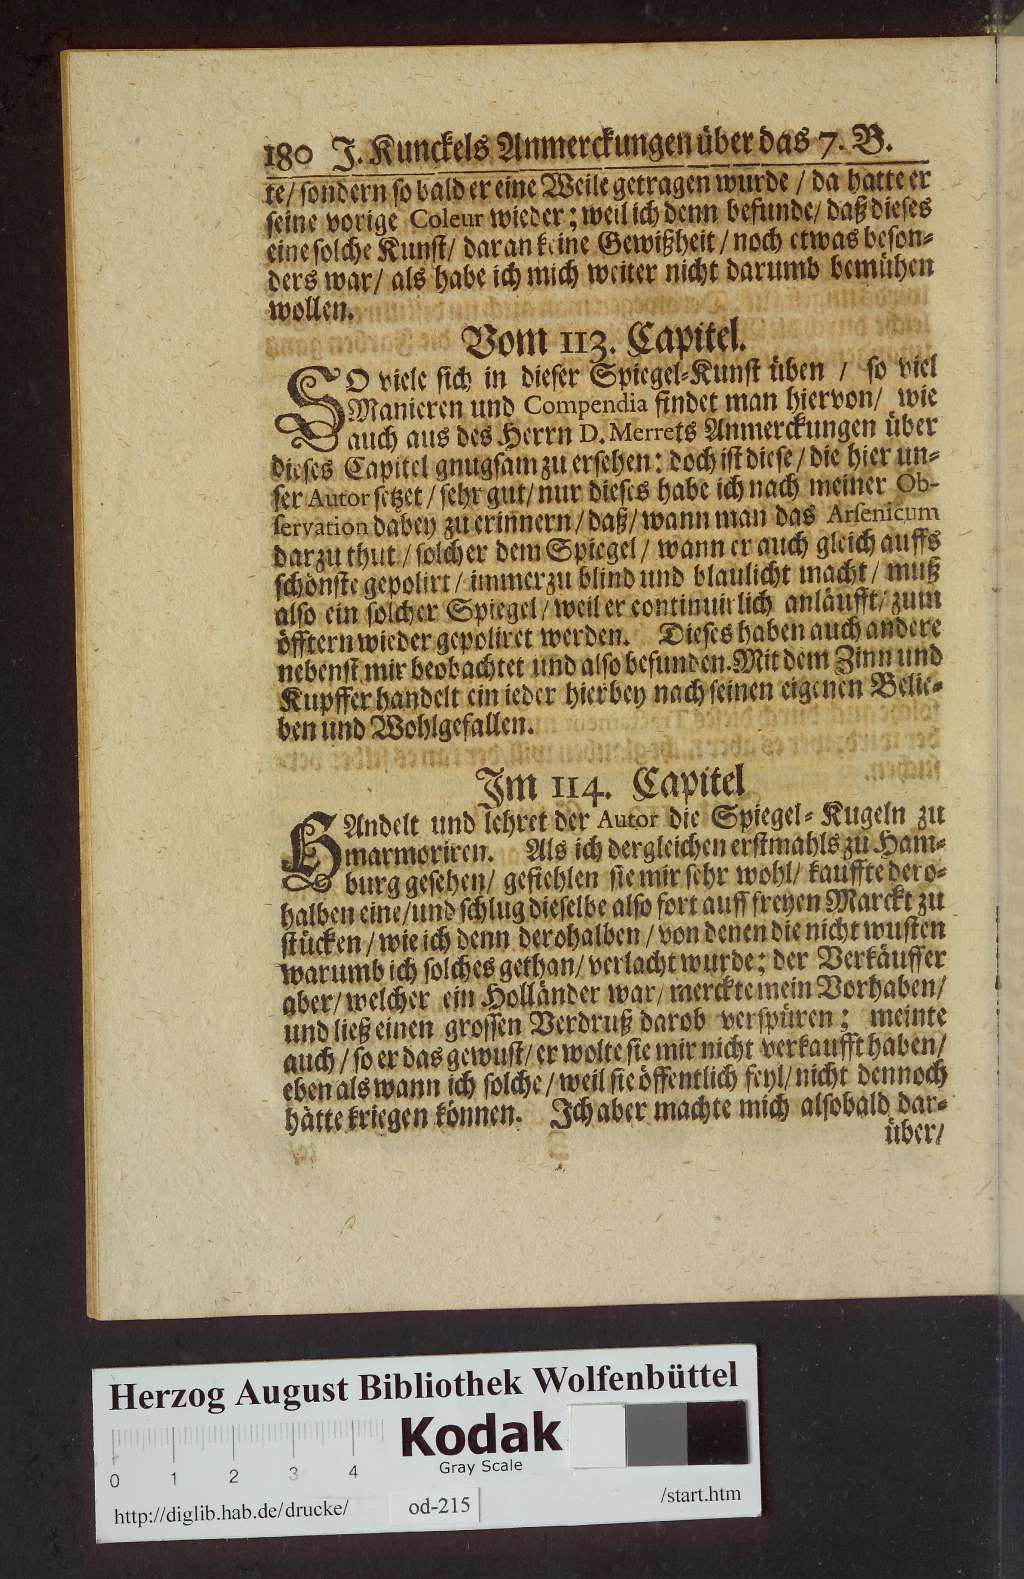 180 J. Kunckels Anmerckungen über das 7. B.
te/ sondern so bald er eine Weile getragen wurde / da hatte er
seine vorige Coleur wieder; weil ich denn befunde/ daß dieses
eine solche Kunst/ daran keine Gewißheit / noch etwas beson-
ders war/ als habe ich mich weiter nicht darumb bemühen
wollen.
Vom 113. Capitel.
SO viele sich in dieser Spiegel-Kunst üben / so viel
Manieren und Compendia findet man hiervon/ wie
auch aus des Herrn D. Merrets Anmerckungen über
dieses Capitel gnugsam zu ersehen: doch ist diese / die hier un-
ser Autor setzet / sehr gut/ nur dieses habe ich nach meiner Ob-
servation dabey zu erinnern / daß / wann man das Arsenicum
darzu thut / solcher dem Spiegel / wann er auch gleich auffs
schönste gepolirt / immerzu blind und blaulicht macht / muß
also ein solcher Spiegel / weil er continuirlich anläufft/ zum
öfftern wieder gepoliret werden. Dieses haben auch andere
nebenst mir beobachtet und also befunden. Mit dem Zinn und
Kupffer handelt ein ieder hierbey nach seinen eigenen Belie-
ben und Wohlgefallen.
Im 114. Capitel
HAndelt und lehret der Autor die Spiegel-Kugeln zu
marmoriren. Als ich dergleichen erstmahls zu Ham-
burg gesehen/ gefiehlen sie mir sehr wohl/ kauffte dero-
halben eine/ und schlug dieselbe also fort auff freyen Marckt zu
stücken / wie ich denn derohalben / von denen die nicht wusten
warumb ich solches gethan/ verlacht wurde: der Verkäuffer
aber/ welcher ein Holländer war/ merckte mein Vorhaben/
und ließ einen grossen Verdruß darob verspüren; meinte
auch / so er das gewust/ er wolte sie mir nicht verkaufft haben/
eben als wann ich solche / weil sie öffentlich feyl/ nicht dennoch
hätte kriegen können. Ich aber machte mich alsobald dar-
über/
Herzog August Bibliothek Wolfenbüttel
Kodak
Gray Scale
0 1 2 3 4
http://diglib.hab.de/drucke/ od-215 /start.htm